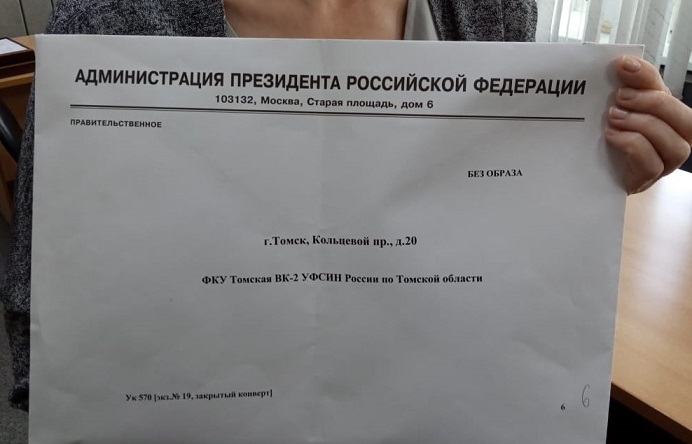 АДМИНИСТРАЦИЯ ПРЕЗИДЕНТА РОССИЙСКОЙ ФЕДЕРАЦИИ
103132, Москва, Старая площадь, дом 6
ПРАВИТЕЛЬСТВЕННОЕ
БЕЗ ОБРАЗА
г.Томск, Кольцевой пр., д.20
ФКУ Томская ВК-2 УФСИН России по Томской области
Ук 570 [экз.№ 19, закрытый конверт]
6 6